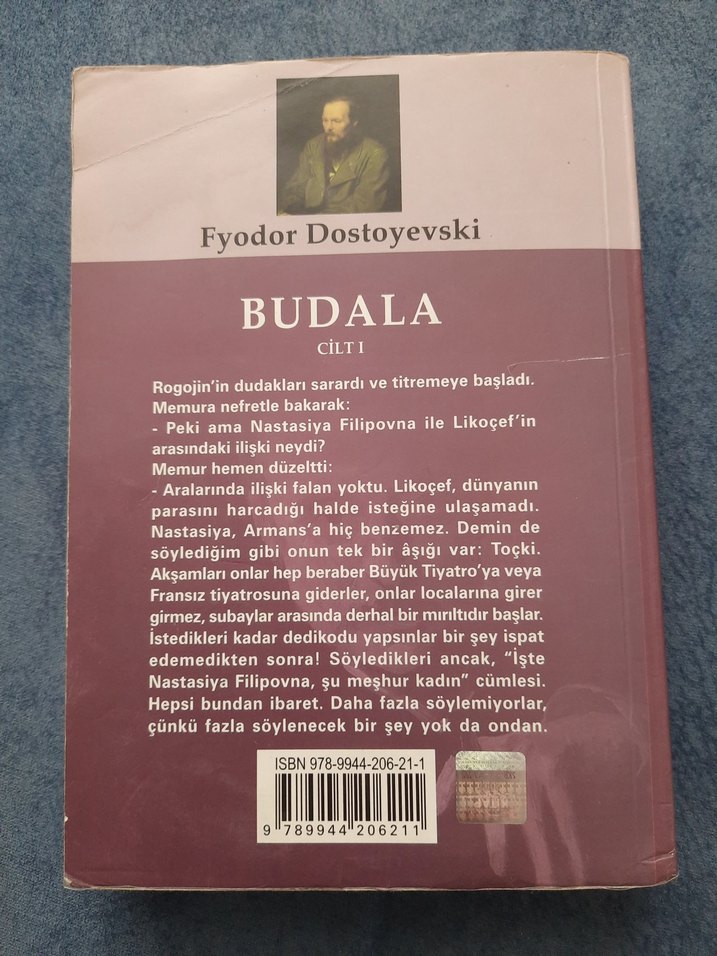 Fyodor Dostoyevski
BUDALA
CİLT I
Rogojin'in dudakları sarardı ve titremeye başladı.
Memura nefretle bakarak:
- Peki ama Nastasiya Filipovna ile Likoçef'in
arasındaki ilişki neydi?
Memur hemen düzeltti:
- Aralarında ilişki falan yoktu. Likoçef, dünyanın
parasını harcadığı halde isteğine ulaşamadı.
Nastasiya, Armans'a hiç benzemez. Demin de
söylediğim gibi onun tek bir âşığı var: Toçki.
Akşamları onlar hep beraber Büyük Tiyatro'ya veya
Fransız tiyatrosuna giderler, onlar localarına girer
girmez, subaylar arasında derhal bir mırıltıdır başlar.
İstedikleri kadar dedikodu yapsınlar bir şey ispat
edemedikten sonra! Söyledikleri ancak, “İşte
Nastasiya Filipovna, şu meşhur kadın” cümlesi.
Hepsi bundan ibaret. Daha fazla söylemiyorlar,
çünkü fazla söylenecek bir şey yok da ondan.
ISBN 978-9944-206-21-1
9 789944 206211